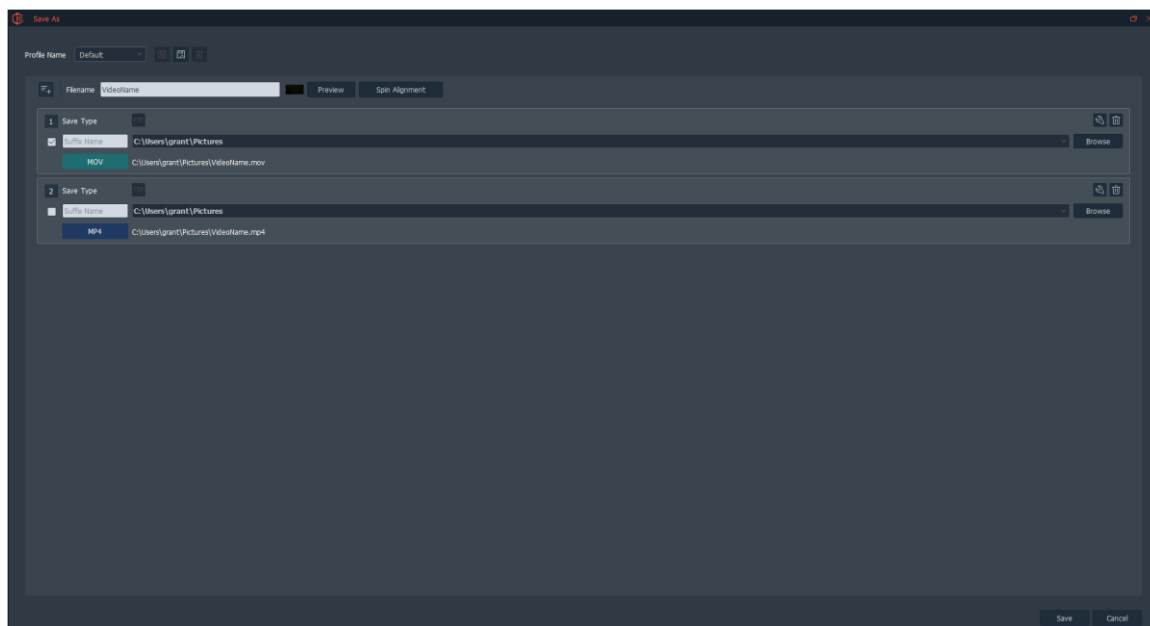 Save As
Profile Name Default
Filename VideoName Preview Spin Alignment
1 Save Type
Suffix Name C:\Users\grant\Pictures Browse
MOV C:\Users\grant\Pictures\VideoName.mov
2 Save Type
Suffix Name C:\Users\grant\Pictures Browse
MP4 C:\Users\grant\Pictures\VideoName.mp4
Save Cancel